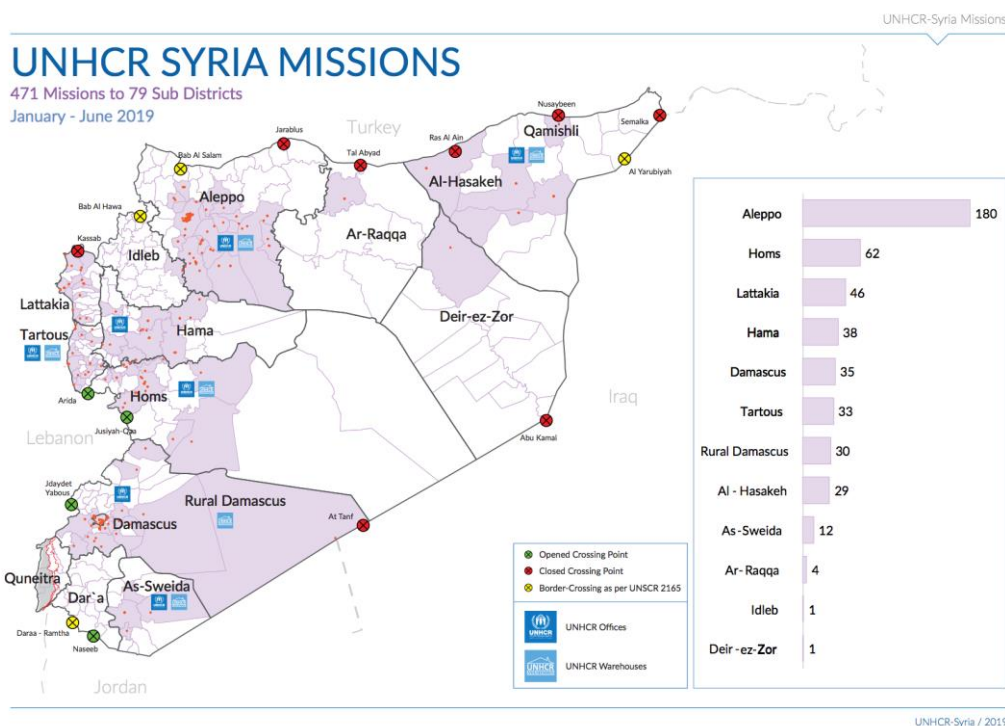 UNHCR-Syria Missions
UNHCR SYRIA MISSIONS
471 Missions to 79 Sub Districts
January - June 2019
Turkey
Nusaybeen
Semalka
Jarablus
Ras Al Ain
Qamishli
Tal Abyad
Bab Al Salam
Al Yarubiyah
Al-Hasakeh
Aleppo
Bab Al Hawa
Kassab
Idleb
Ar-Raqqa
UNHCR
Lattakia
Deir-ez-Zor
Tartous
Hama
Homs
Arida
Iraq
Jusiyah-Qaa
Abu Kamal
Lebanon
Jdaydet
Yabous
Rural Damascus
Damascus
At Tanf
Quneitra
As-Sweida
Dar`a
Daraa - Ramtha
Naseeb
Jordan
Opened Crossing Point
Closed Crossing Point
Border-Crossing as per UNSCR 2165
UNHCR
UNHCR Offices
UNHCR
UNHCR Warehouses
Aleppo 180
Homs 62
Lattakia 46
Hama 38
Damascus 35
Tartous 33
Rural Damascus 30
Al - Hasakeh 29
As-Sweida 12
Ar- Raqqa 4
Idleb 1
Deir -ez-Zor 1
UNHCR-Syria / 2019